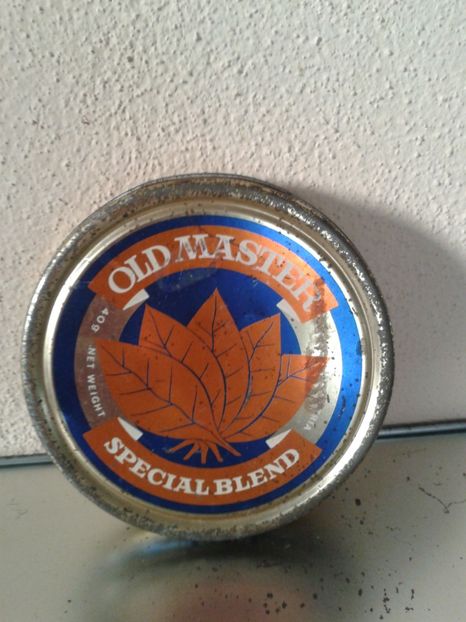 OLD MASTER
40g. NET WEIGHT
SPECIAL BLEND